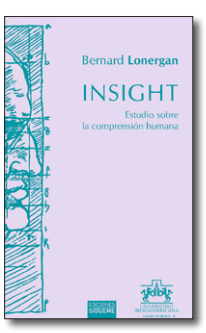 Bernard Lonergan
INSIGHT
Estudio sobre
la comprensión humana
EDICIONES
SÍGUEME
UNIVERSIDAD
IBEROAMERICANA